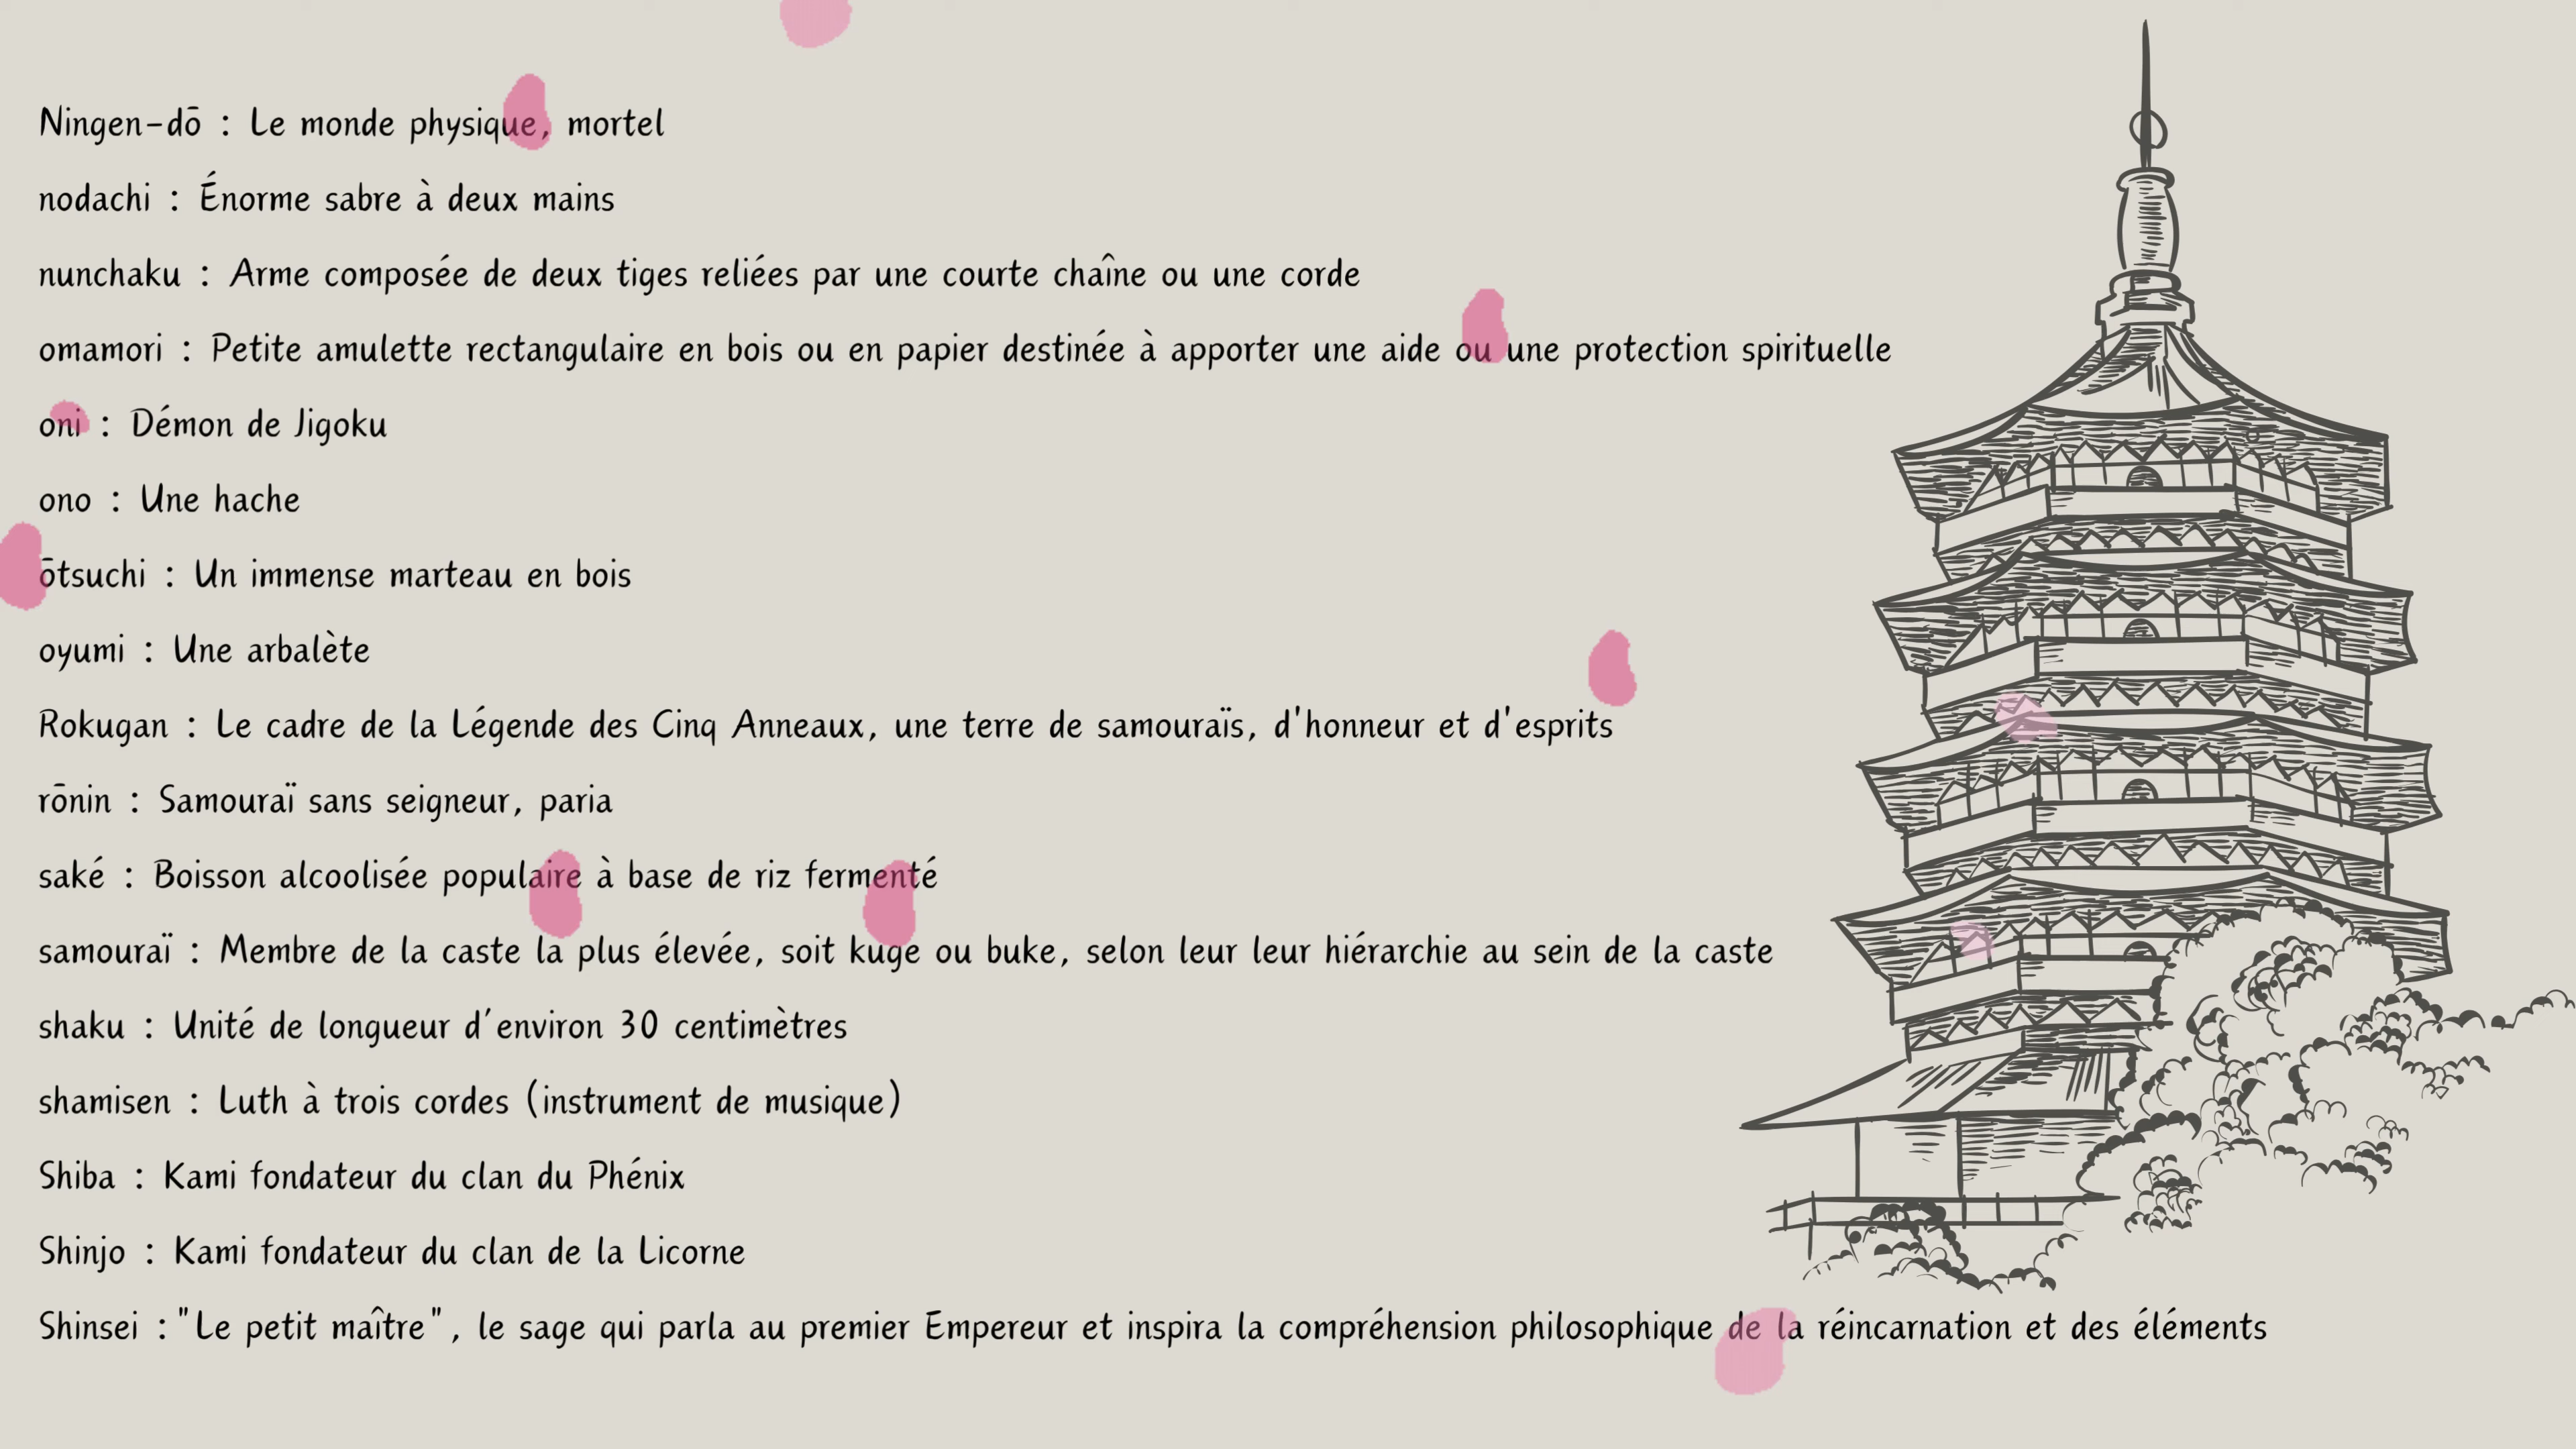 Ningen-dō : Le monde physique, mortel
nodachi : Énorme sabre à deux mains
nunchaku : Arme composée de deux tiges reliées par une courte chaîne ou une corde
omamori : Petite amulette rectangulaire en bois ou en papier destinée à apporter une aide ou une protection spirituelle
oni : Démon de Jigoku
ono : Une hache
ōtsuchi : Un immense marteau en bois
oyumi : Une arbalète
Rokugan : Le cadre de la Légende des Cinq Anneaux, une terre de samouraïs, d'honneur et d'esprits
rōnin : Samouraï sans seigneur, paria
saké : Boisson alcoolisée populaire à base de riz fermenté
samouraï : Membre de la caste la plus élevée, soit kuge ou buke, selon leur leur hiérarchie au sein de la caste
shaku : Unité de longueur d’environ 30 centimètres
shamisen : Luth à trois cordes (instrument de musique)
Shiba : Kami fondateur du clan du Phénix
Shinjo : Kami fondateur du clan de la Licorne
Shinsei :"Le petit maître", le sage qui parla au premier Empereur et inspira la compréhension philosophique de la réincarnation et des éléments